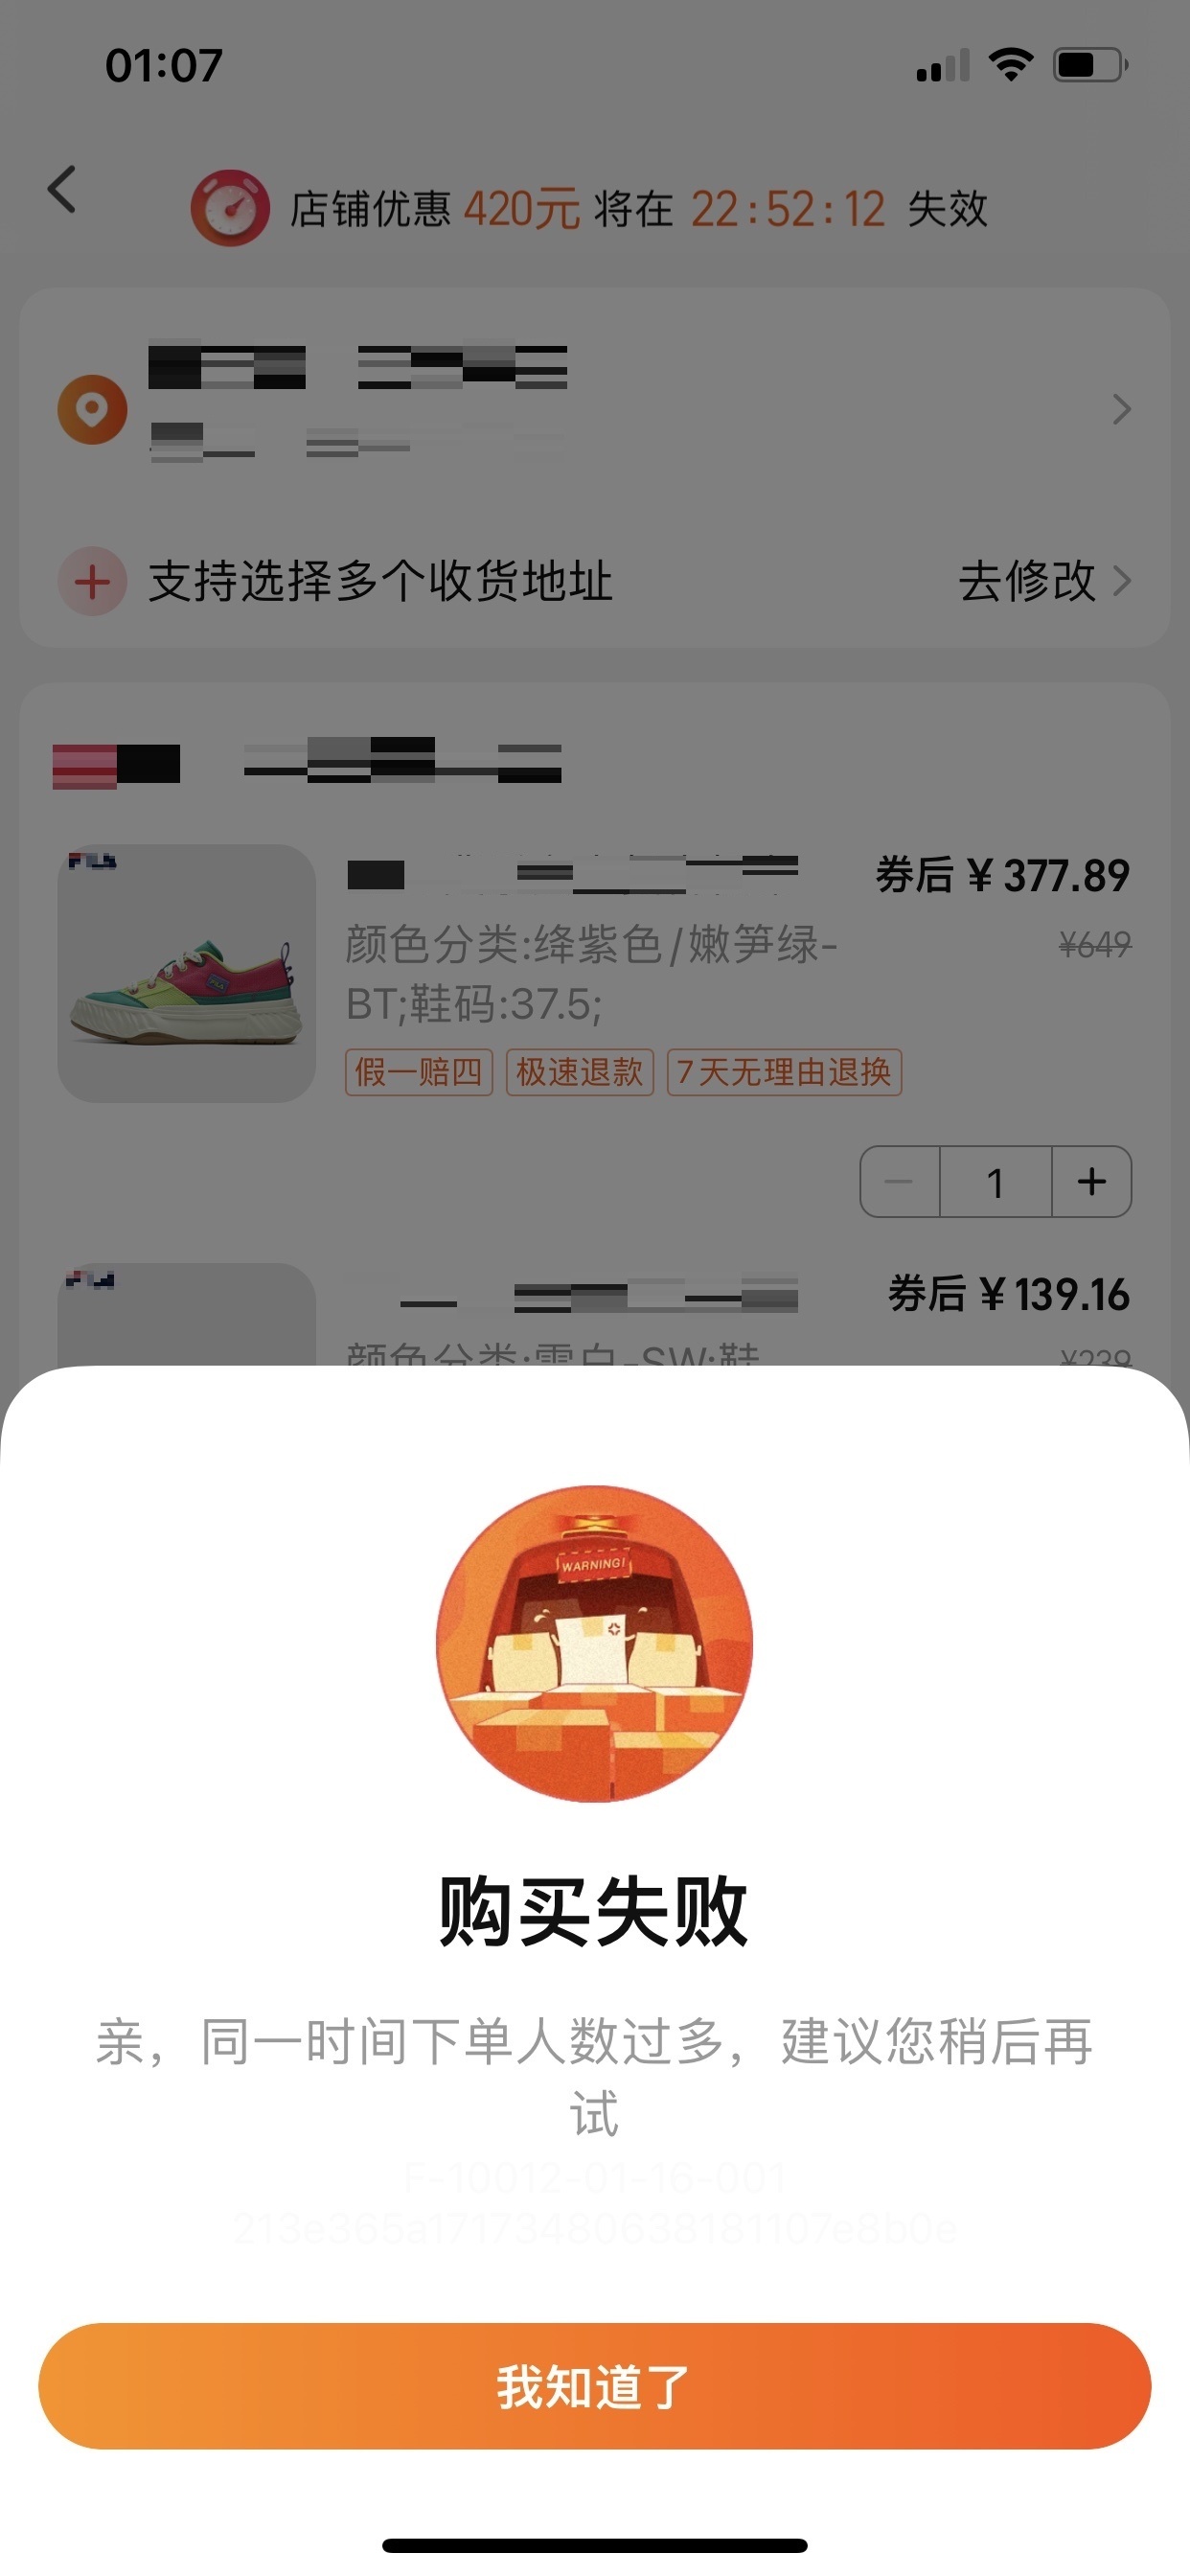 01:07
店铺优惠 420元 将在 22:52:12 失效
支持选择多个收货地址 去修改
券后 ¥ 377.89
颜色分类:绛紫色/嫩笋绿- ¥649
BT;鞋码:37.5;
FILA
假一赔四 极速退款 7天无理由退换
1
券后 ¥ 139.16
颜色分类:雪白-SW;鞋 ¥239
WARNING!
购买失败
亲，同一时间下单人数过多，建议您稍后再
试
F-10012-01-16-001
213e365a17173480638181107e8b0e
我知道了